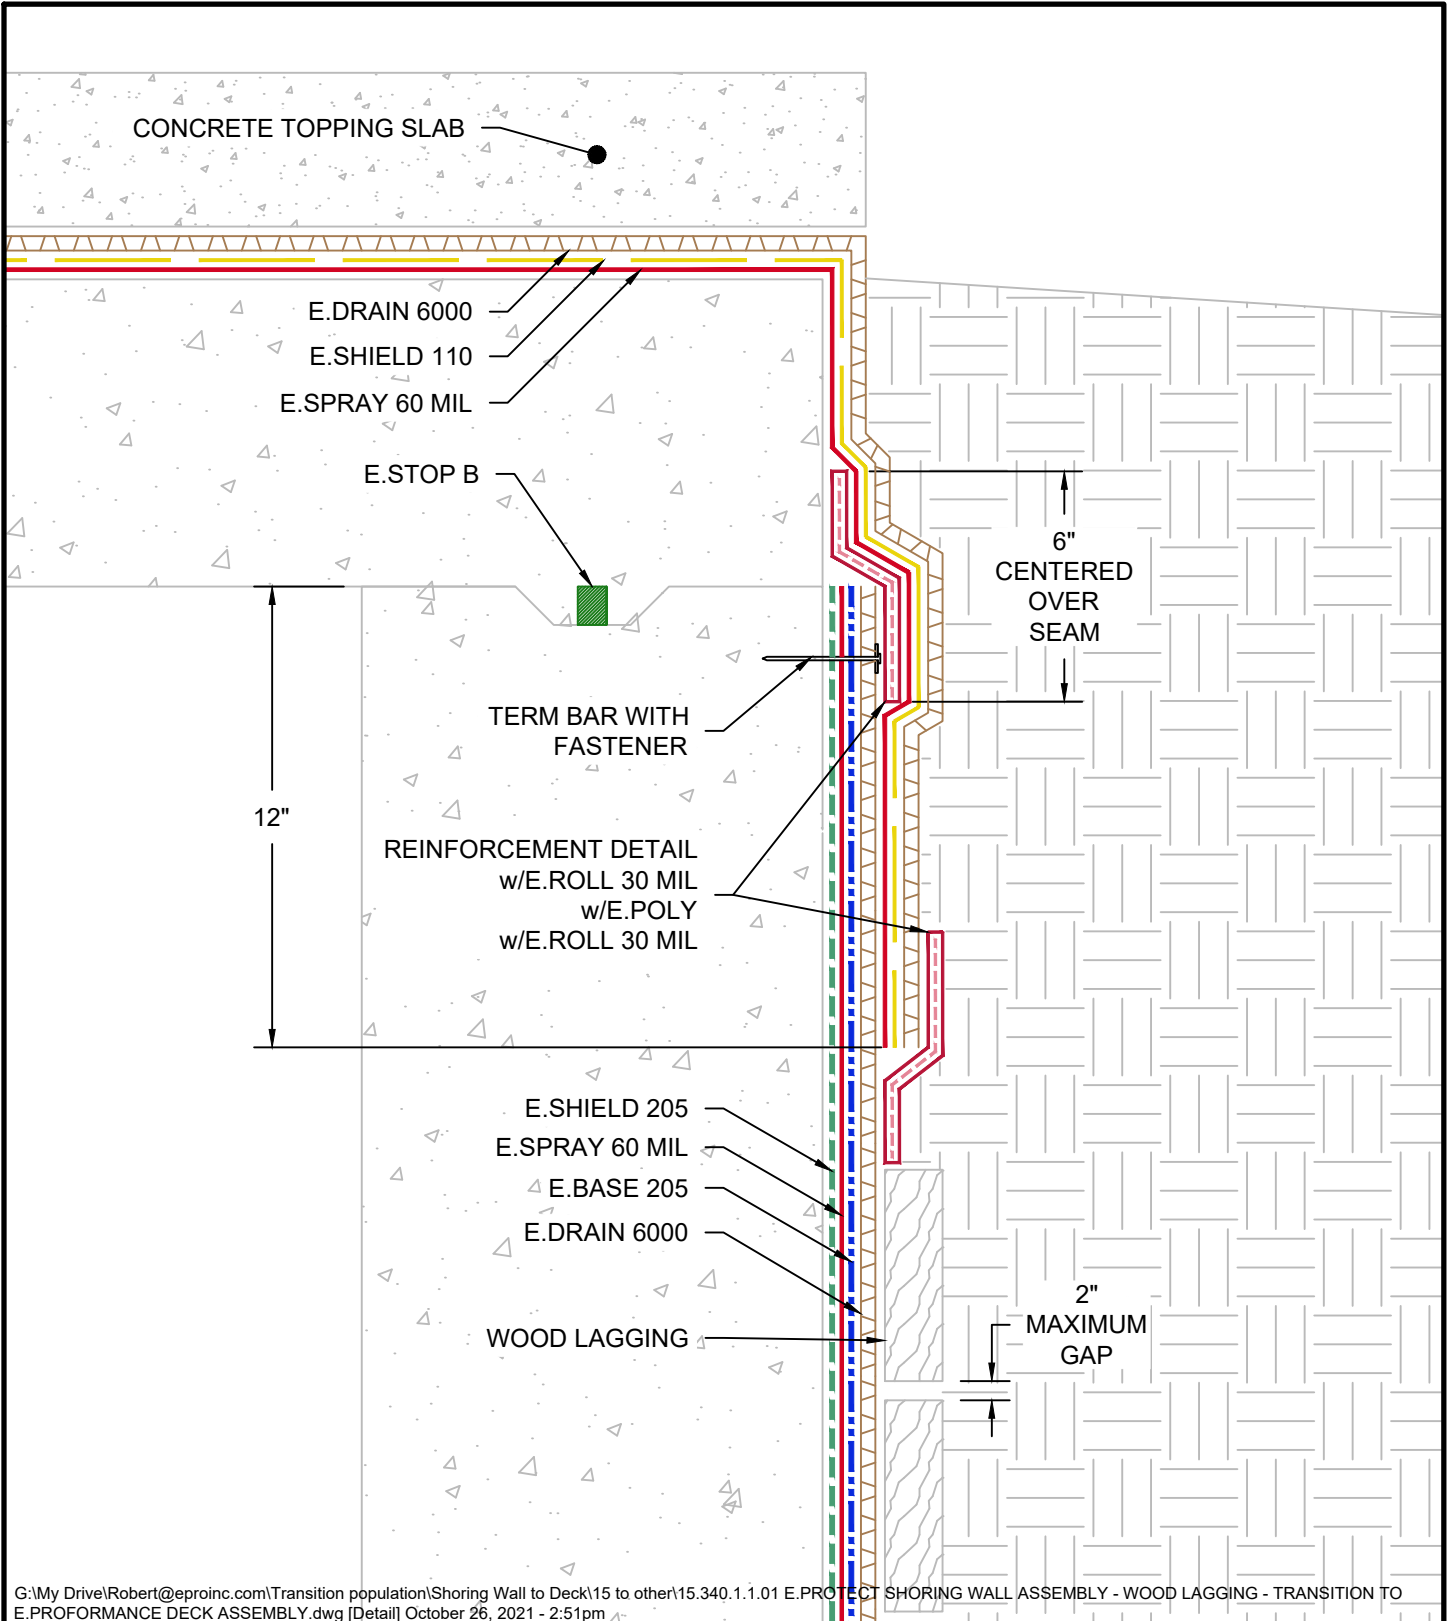 CONCRETE TOPPING SLAB
E.DRAIN 6000
E.SHIELD 110
E.SPRAY 60 MIL
E.STOP B
6"
CENTERED
OVER
SEAM
TERM BAR WITH
FASTENER
12"
REINFORCEMENT DETAIL
w/E.ROLL 30 MIL
w/E.POLY
w/E.ROLL 30 MIL
E.SHIELD 205
E.SPRAY 60 MIL
E.BASE 205
E.DRAIN 6000
WOOD LAGGING
2"
MAXIMUM
GAP
G:\My Drive\Robert@eproinc.com\Transition population\Shoring Wall to Deck\15 to other\15.340.1.1.01 E.PROTECT SHORING WALL ASSEMBLY - WOOD LAGGING - TRANSITION TO
E.PROFORMANCE DECK ASSEMBLY.dwg [Detail] October 26, 2021 - 2:51pm